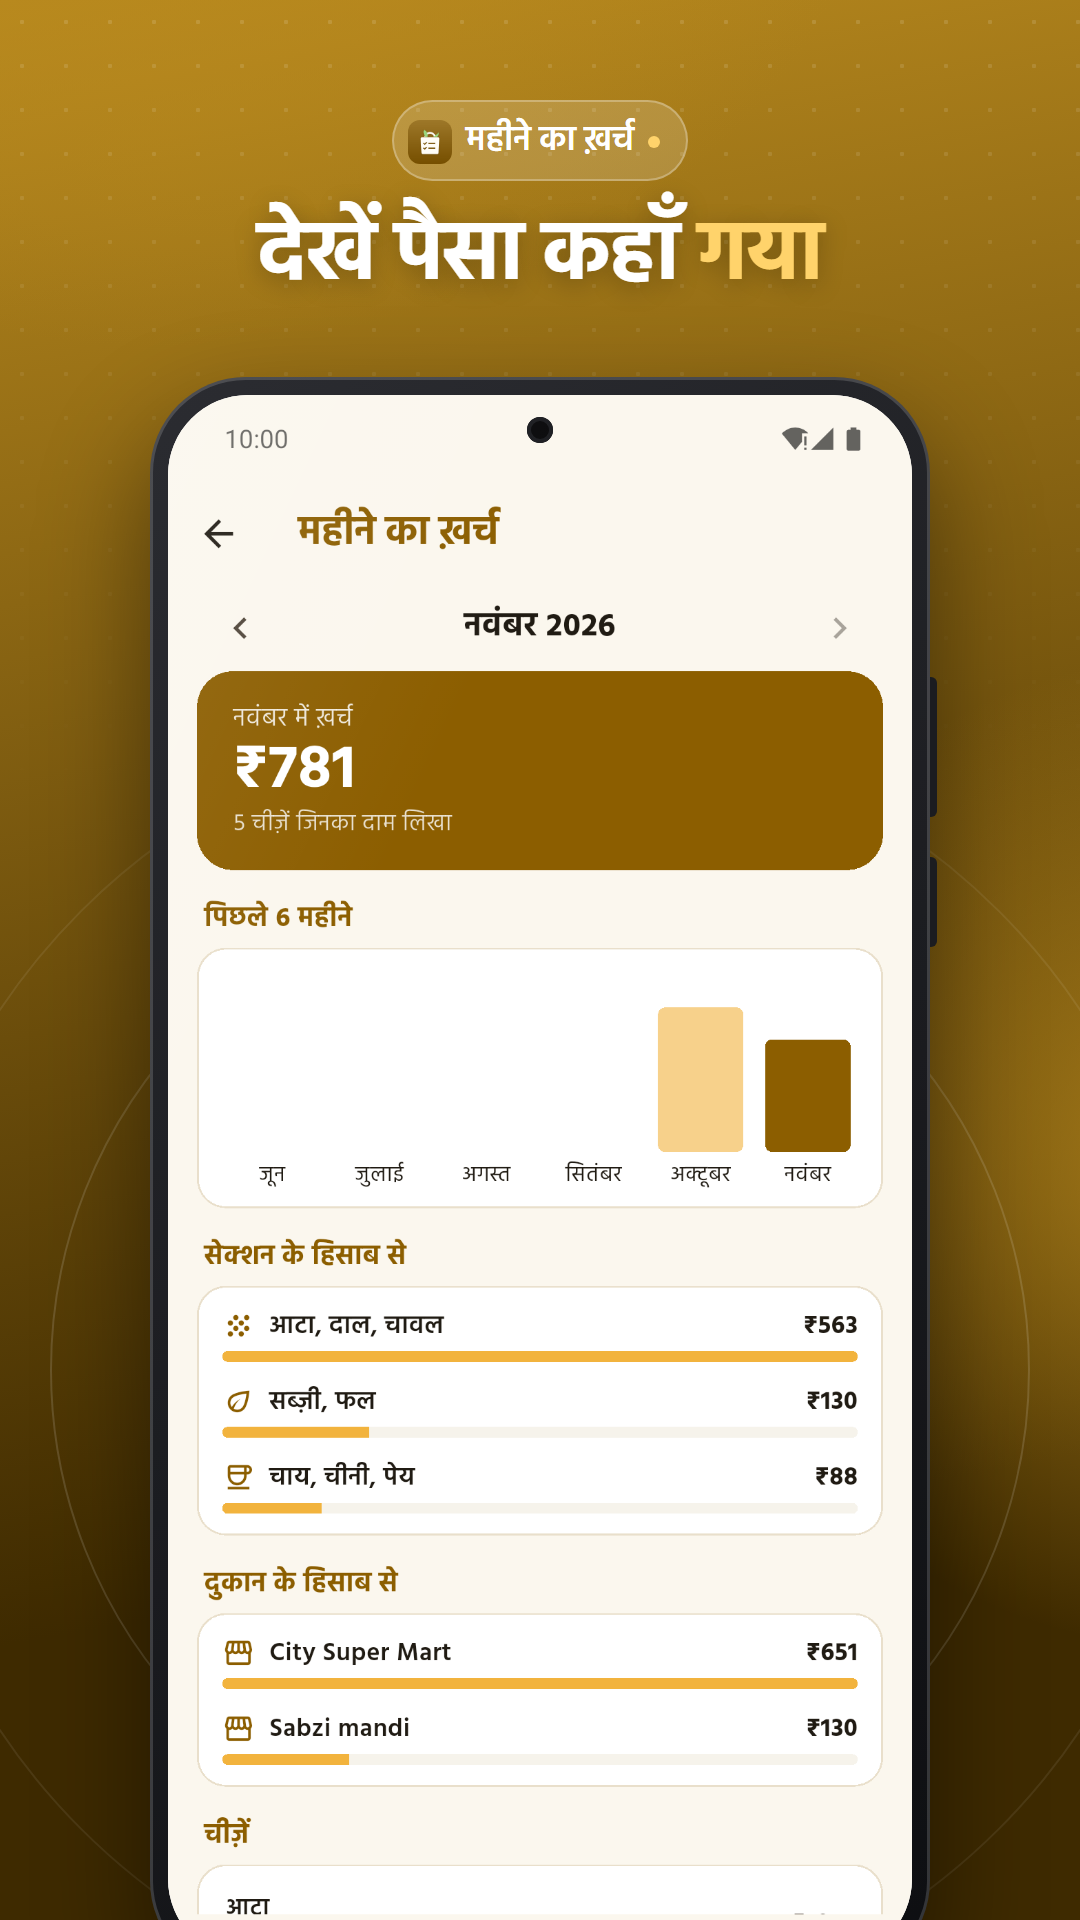 महीने का ख़र्च
देखें पैसा कहाँ गया
10:00
महीने का ख़र्च
नवंबर 2026
नवंबर में ख़र्च
₹781
5 चीज़ें जिनका दाम लिखा
पिछले 6 महीने
जून जुलाई अगस्त सितंबर अक्टूबर नवंबर
सेक्शन के हिसाब से
आटा, दाल, चावल ₹563
सब्ज़ी, फल ₹130
चाय, चीनी, पेय ₹88
दुकान के हिसाब से
City Super Mart ₹651
Sabzi mandi ₹130
चीज़ें
आटा